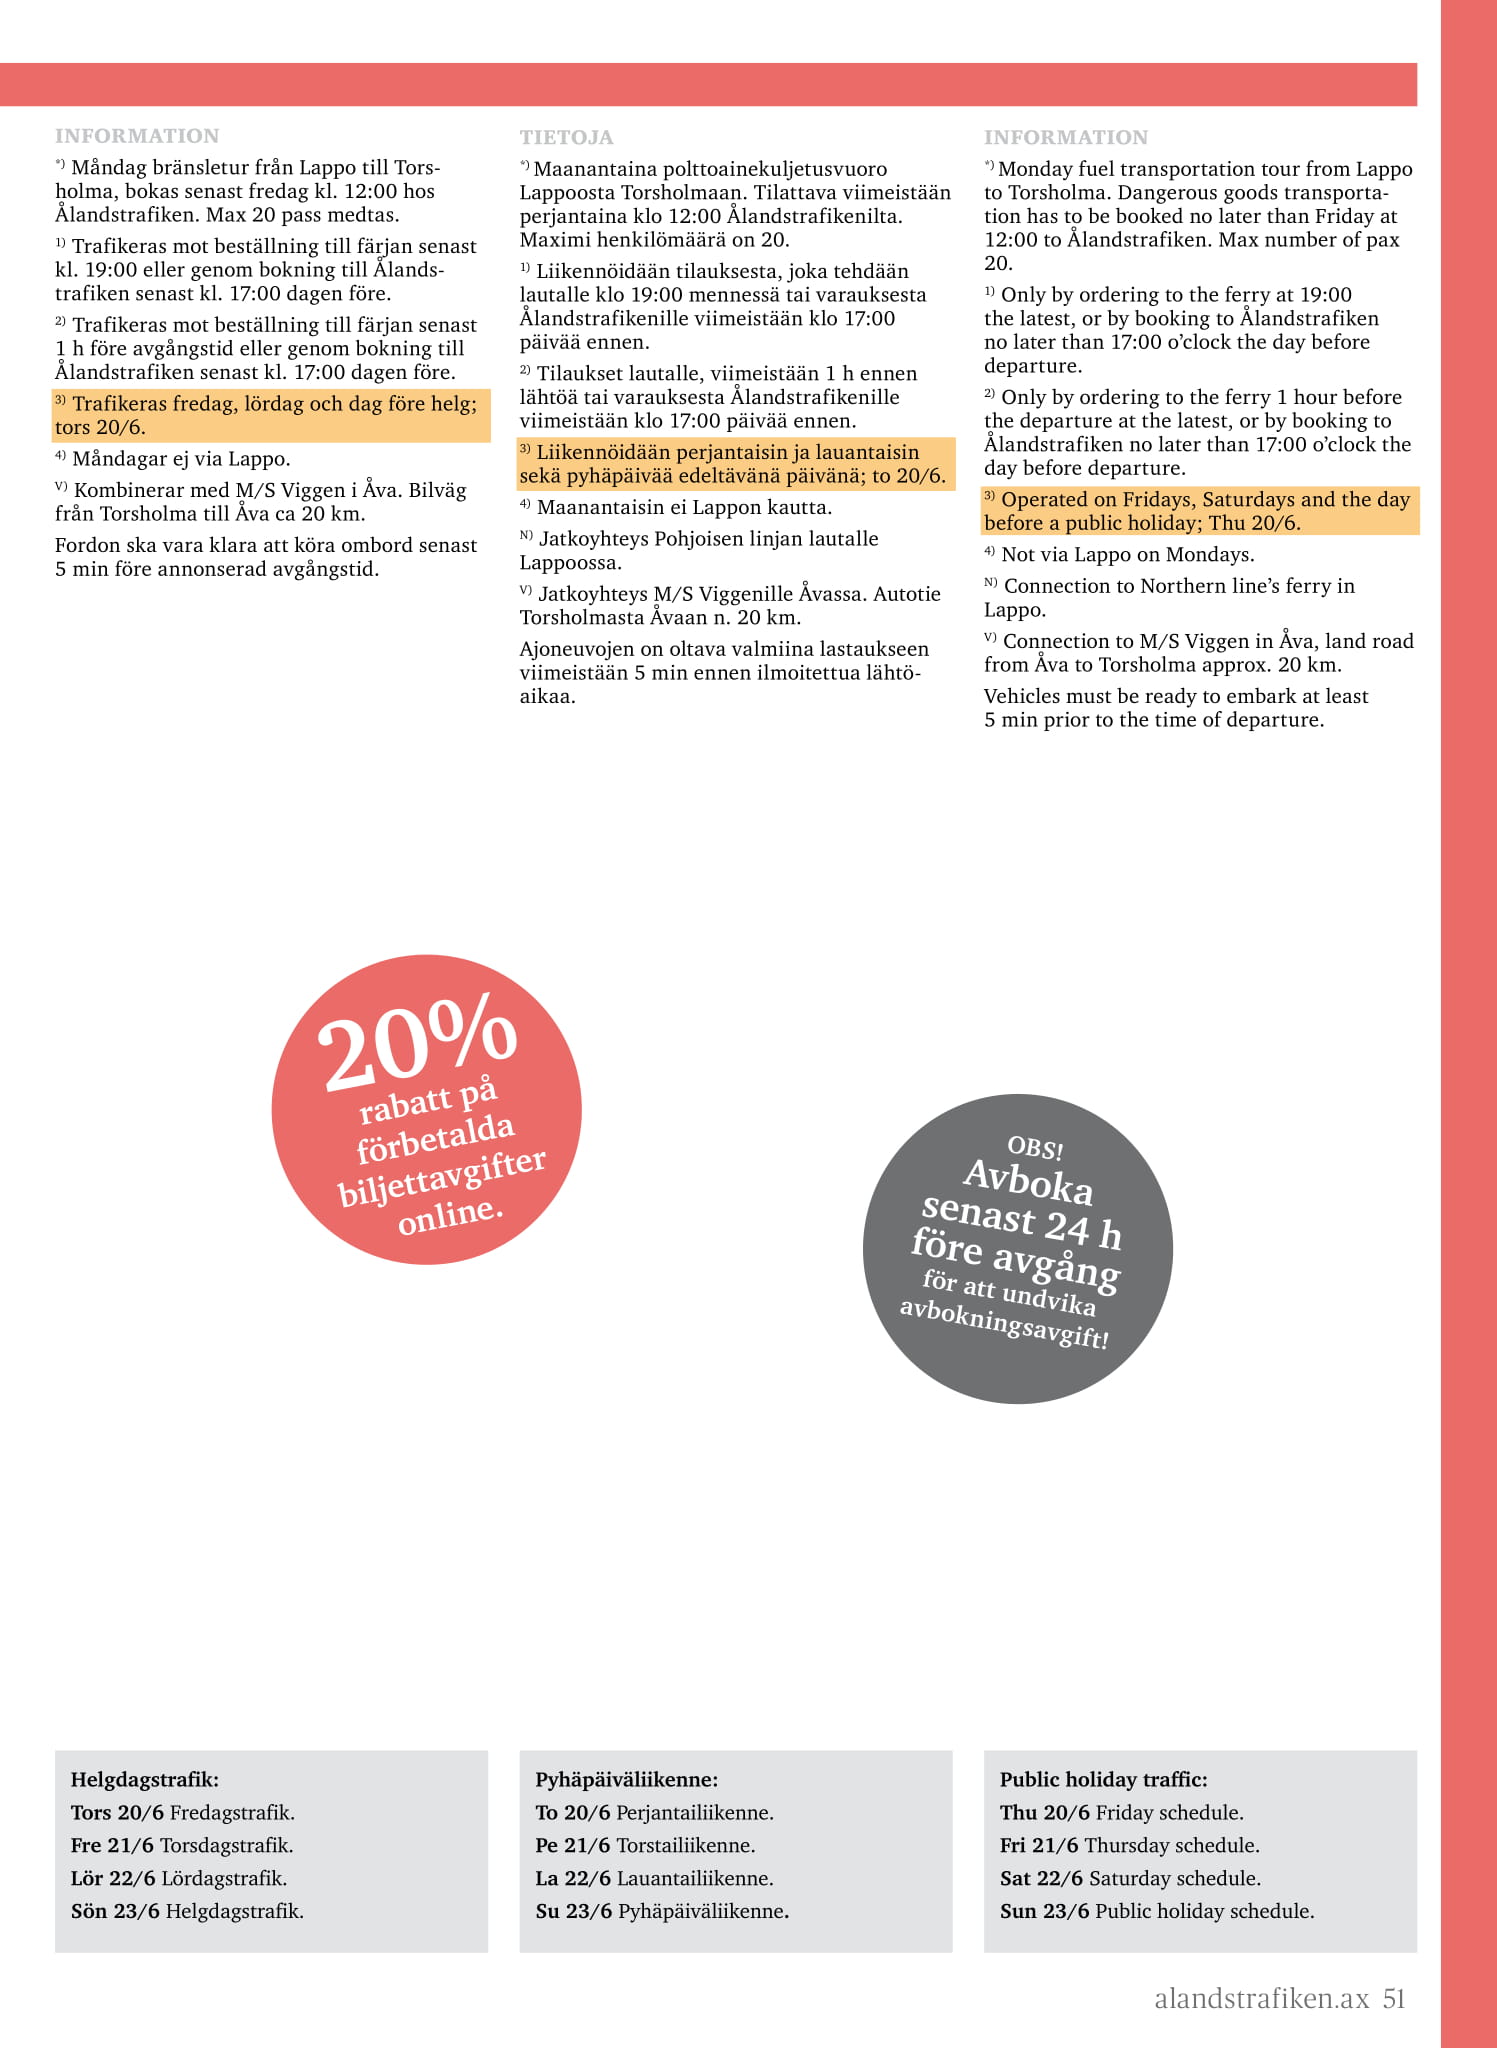 INFORMATION
*) Måndag bränsletur från Lappo till Tors-
holma, bokas senast fredag kl. 12:00 hos
Ålandstrafiken. Max 20 pass medtas.
1) Trafikeras mot beställning till färjan senast
kl. 19:00 eller genom bokning till Ålands-
trafiken senast kl. 17:00 dagen före.
2) Trafikeras mot beställning till färjan senast
1 h före avgångstid eller genom bokning till
Ålandstrafiken senast kl. 17:00 dagen före.
3) Trafikeras fredag, lördag och dag före helg;
tors 20/6.
4) Måndagar ej via Lappo.
V) Kombinerar med M/S Viggen i Åva. Bilväg
från Torsholma till Åva ca 20 km.
Fordon ska vara klara att köra ombord senast
5 min före annonserad avgångstid.
TIETOJA
*) Maanantaina polttoainekuljetusvuoro
Lappoosta Torsholmaan. Tilattava viimeistään
perjantaina klo 12:00 Ålandstrafikenilta.
Maximi henkilömäärä on 20.
1) Liikennöidään tilauksesta, joka tehdään
lautalle klo 19:00 mennessä tai varauksesta
Ålandstrafikenille viimeistään klo 17:00
päivää ennen.
2) Tilaukset lautalle, viimeistään 1 h ennen
lähtöä tai varauksesta Ålandstrafikenille
viimeistään klo 17:00 päivää ennen.
3) Liikennöidään perjantaisin ja lauantaisin
sekä pyhäpäivää edeltävänä päivänä; to 20/6.
4) Maanantaisin ei Lappon kautta.
N) Jatkoyhteys Pohjoisen linjan lautalle
Lappoossa.
V) Jatkoyhteys M/S Viggenille Åvassa. Autotie
Torsholmasta Åvaan n. 20 km.
Ajoneuvojen on oltava valmiina lastaukseen
viimeistään 5 min ennen ilmoitettua lähtö-
aikaa.
INFORMATION
*) Monday fuel transportation tour from Lappo
to Torsholma. Dangerous goods transporta-
tion has to be booked no later than Friday at
12:00 to Ålandstrafiken. Max number of pax
20.
1) Only by ordering to the ferry at 19:00
the latest, or by booking to Ålandstrafiken
no later than 17:00 o’clock the day before
departure.
2) Only by ordering to the ferry 1 hour before
the departure at the latest, or by booking to
Ålandstrafiken no later than 17:00 o’clock the
day before departure.
3) Operated on Fridays, Saturdays and the day
before a public holiday; Thu 20/6.
4) Not via Lappo on Mondays.
N) Connection to Northern line’s ferry in
Lappo.
V) Connection to M/S Viggen in Åva, land road
from Åva to Torsholma approx. 20 km.
Vehicles must be ready to embark at least
5 min prior to the time of departure.
20%
rabatt på
förbetalda
biljettavgifter
online.
OBS!
Avboka
senast 24 h
före avgång
för att undvika
avbokningsavgift!
Helgdagstrafik:
Tors 20/6 Fredagstrafik.
Fre 21/6 Torsdagstrafik.
Lör 22/6 Lördagstrafik.
Sön 23/6 Helgdagstrafik.
Pyhäpäiväliikenne:
To 20/6 Perjantailiikenne.
Pe 21/6 Torstailiikenne.
La 22/6 Lauantailiikenne.
Su 23/6 Pyhäpäiväliikenne.
Public holiday traffic:
Thu 20/6 Friday schedule.
Fri 21/6 Thursday schedule.
Sat 22/6 Saturday schedule.
Sun 23/6 Public holiday schedule.
alandstrafiken.ax 51